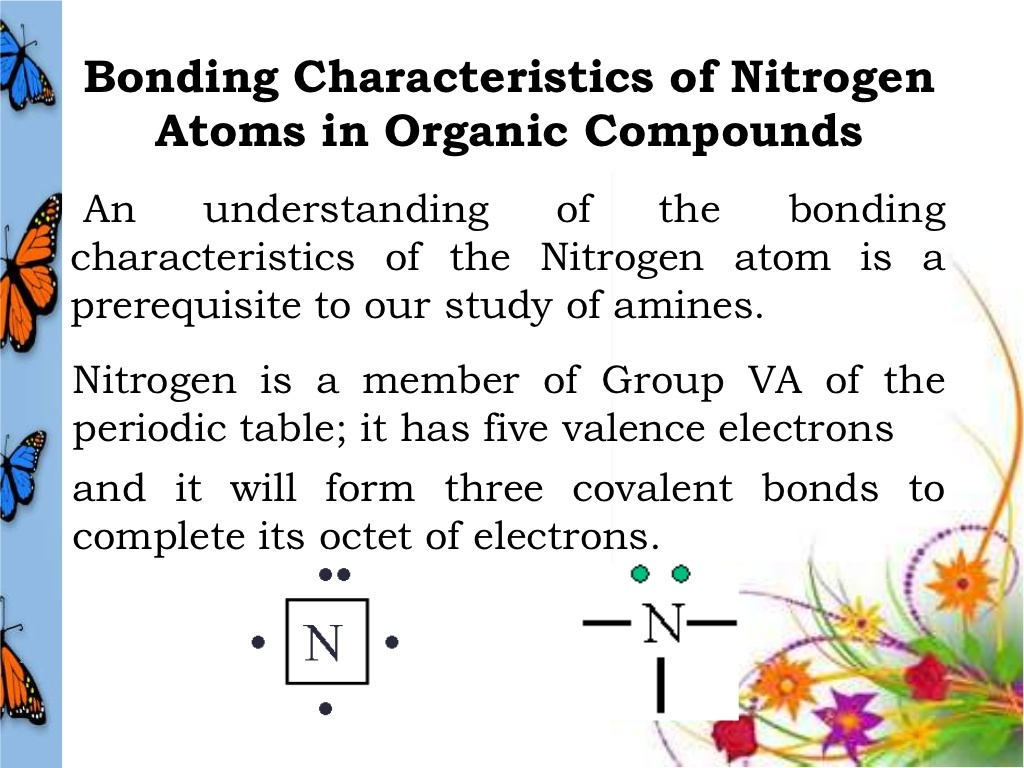 Bonding Characteristics of Nitrogen
Atoms in Organic Compounds
An understanding of the bonding
characteristics of the Nitrogen atom is a
prerequisite to our study of amines.
Nitrogen is a member of Group VA of the
periodic table; it has five valence electrons
and it will form three covalent bonds to
complete its octet of electrons.
N
N